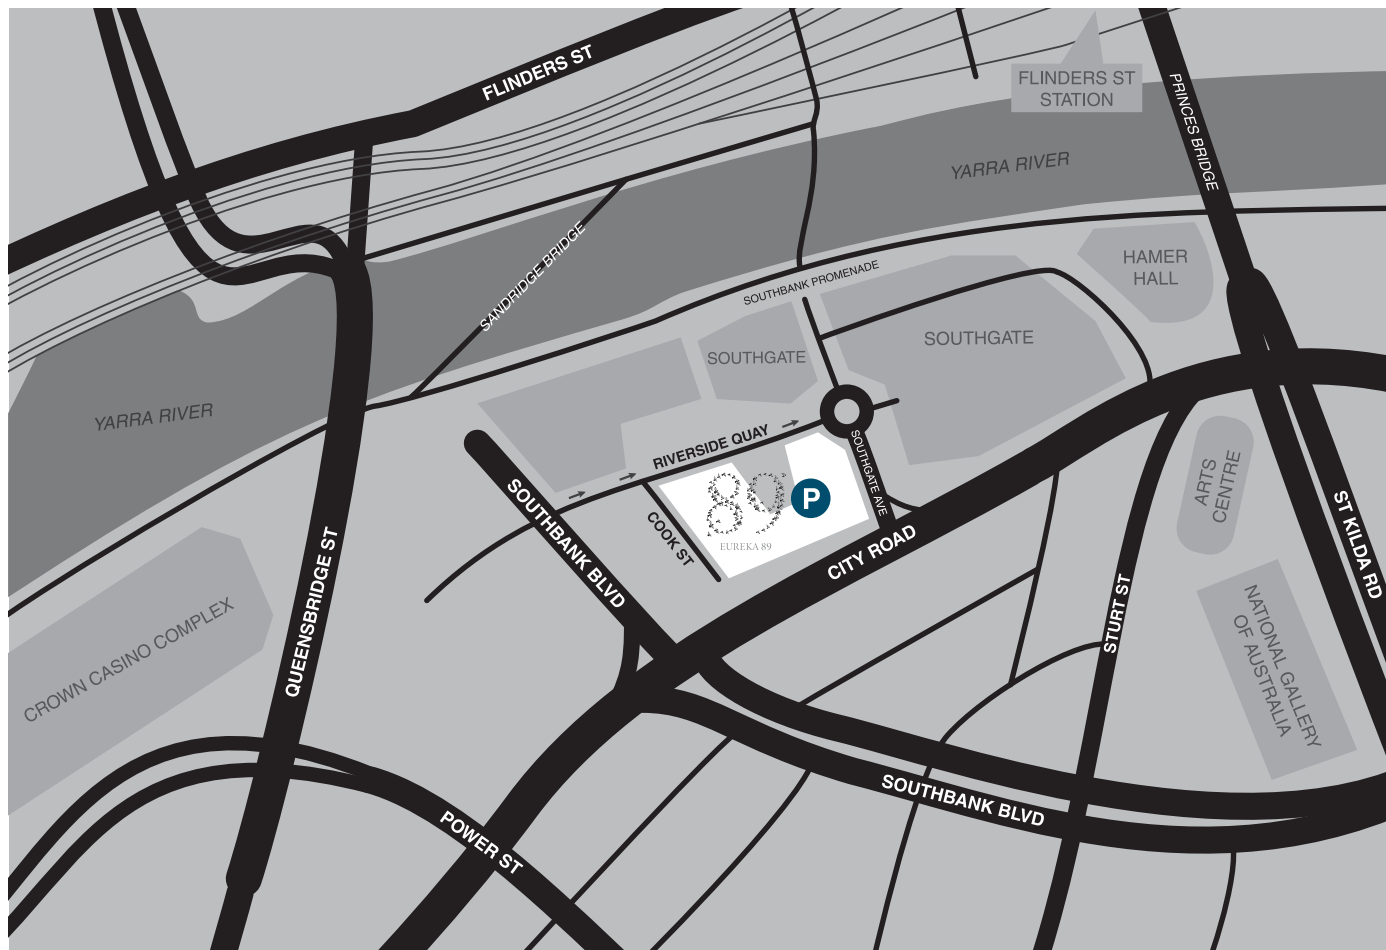 FLINDERS ST
FLINDERS ST
STATION
PRINCES BRIDGE
YARRA RIVER
SANDRIDGE BRIDGE
SOUTHBANK PROMENADE
HAMER
HALL
SOUTHGATE
SOUTHGATE
YARRA RIVER
RIVERSIDE QUAY
SOUTHGATE AVE
89
P
EUREKA 89
COOK ST
SOUTHBANK BLVD
CITY ROAD
ARTS
CENTRE
ST KILDA RD
QUEENSBRIDGE ST
CROWN CASINO COMPLEX
STURT ST
NATIONAL GALLERY
OF AUSTRALIA
SOUTHBANK BLVD
POWER ST